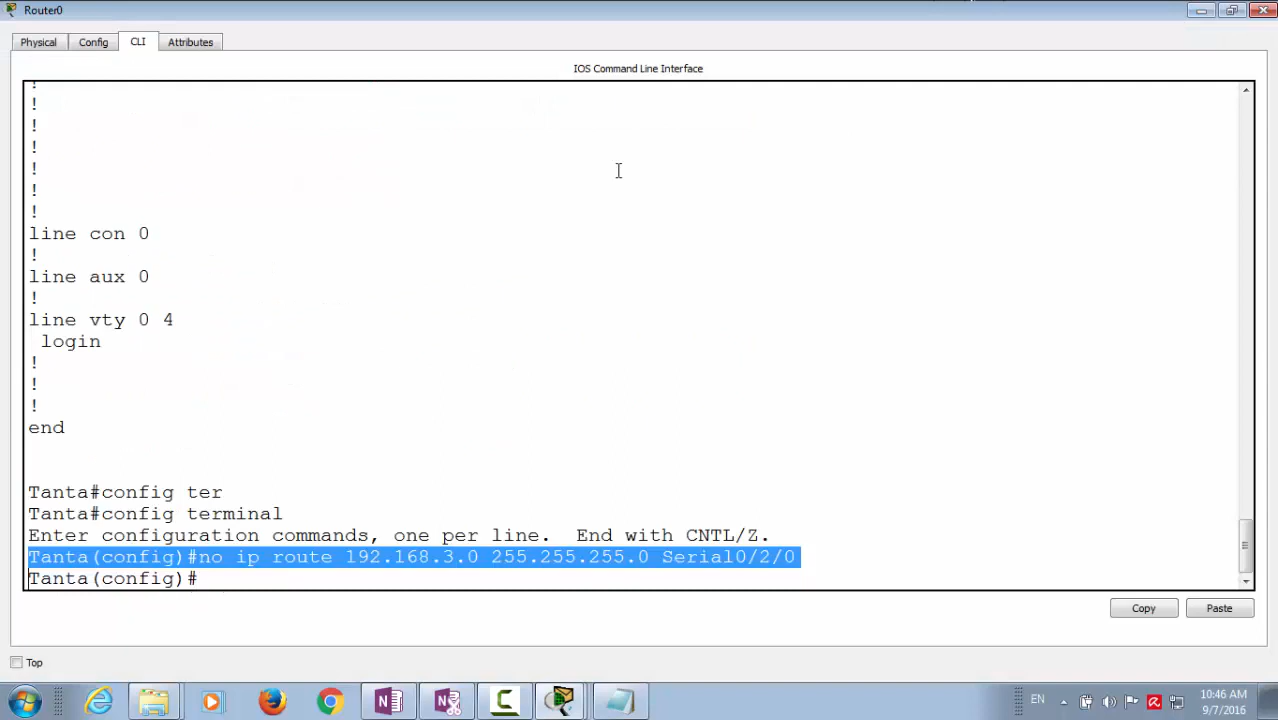 Router0
Physical Config CLI Attributes
IOS Command Line Interface
!
!
!
!
!
!
!
line con 0
!
line aux 0
!
line vty 0 4
login
!
!
!
end
Tanta#config ter
Tanta#config terminal
Enter configuration commands, one per line. End with CNTL/Z.
Tanta(config)#no ip route 192.168.3.0 255.255.255.0 Serial0/2/0
Tanta(config)#
Copy Paste
Top
EN
10:46 AM
9/7/2016